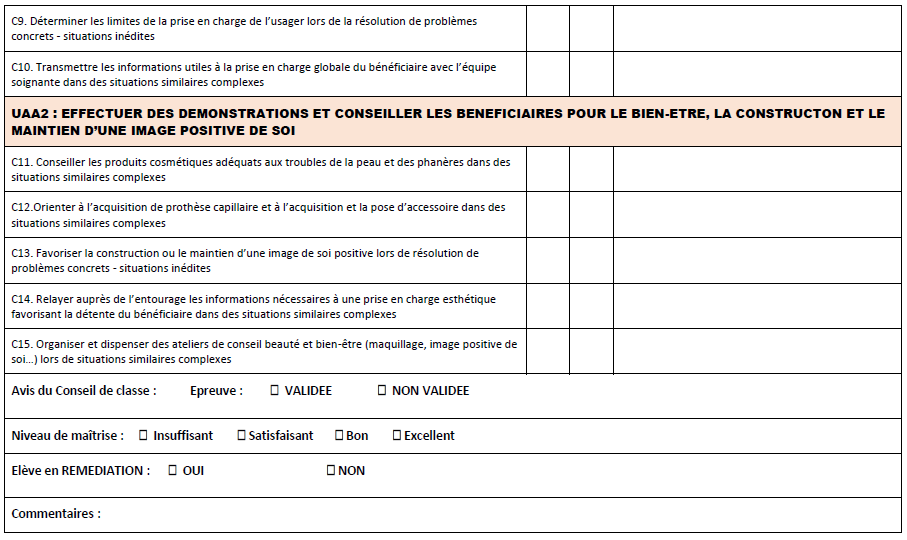 C9. Déterminer les limites de la prise en charge de l’usager lors de la résolution de problèmes
concrets - situations inédites
C10. Transmettre les informations utiles à la prise en charge globale du bénéficiaire avec l’équipe
soignante dans des situations similaires complexes
UAA2 : EFFECTUER DES DEMONSTRATIONS ET CONSEILLER LES BENEFICIAIRES POUR LE BIEN-ETRE, LA CONSTRUCTON ET LE
MAINTIEN D’UNE IMAGE POSITIVE DE SOI
C11. Conseiller les produits cosmétiques adéquats aux troubles de la peau et des phanères dans des
situations similaires complexes
C12.Orienter à l’acquisition de prothèse capillaire et à l’acquisition et la pose d’accessoire dans des
situations similaires complexes
C13. Favoriser la construction ou le maintien d’une image de soi positive lors de résolution de
problèmes concrets - situations inédites
C14. Relayer auprès de l’entourage les informations nécessaires à une prise en charge esthétique
favorisant la détente du bénéficiaire dans des situations similaires complexes
C15. Organiser et dispenser des ateliers de conseil beauté et bien-être (maquillage, image positive de
soi…) lors de situations similaires complexes
Avis du Conseil de classe : Epreuve : ☐ VALIDEE ☐ NON VALIDEE
Niveau de maîtrise : ☐ Insuffisant ☐ Satisfaisant ☐ Bon ☐ Excellent
Elève en REMEDIATION : ☐ OUI ☐ NON
Commentaires :